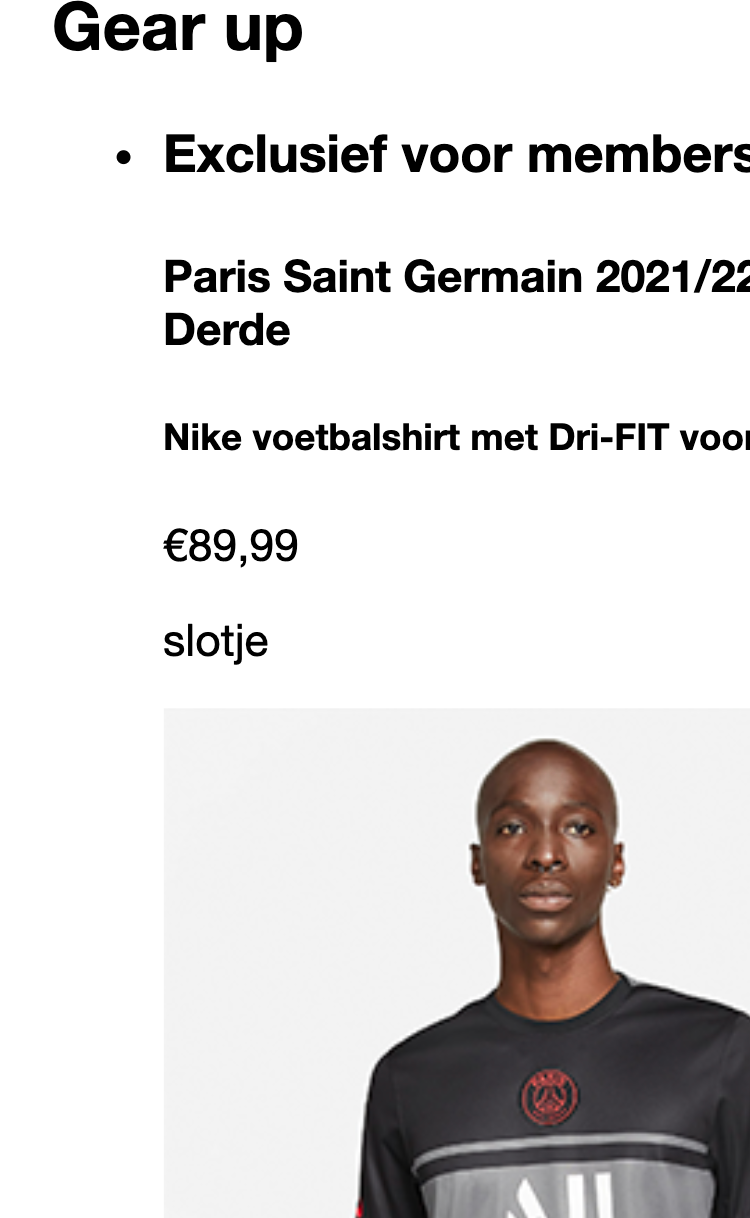 Gear up
• Exclusief voor members
Paris Saint Germain 2021/22
Derde
Nike voetbalshirt met Dri-FIT voor
€89,99
slotje
PARIS